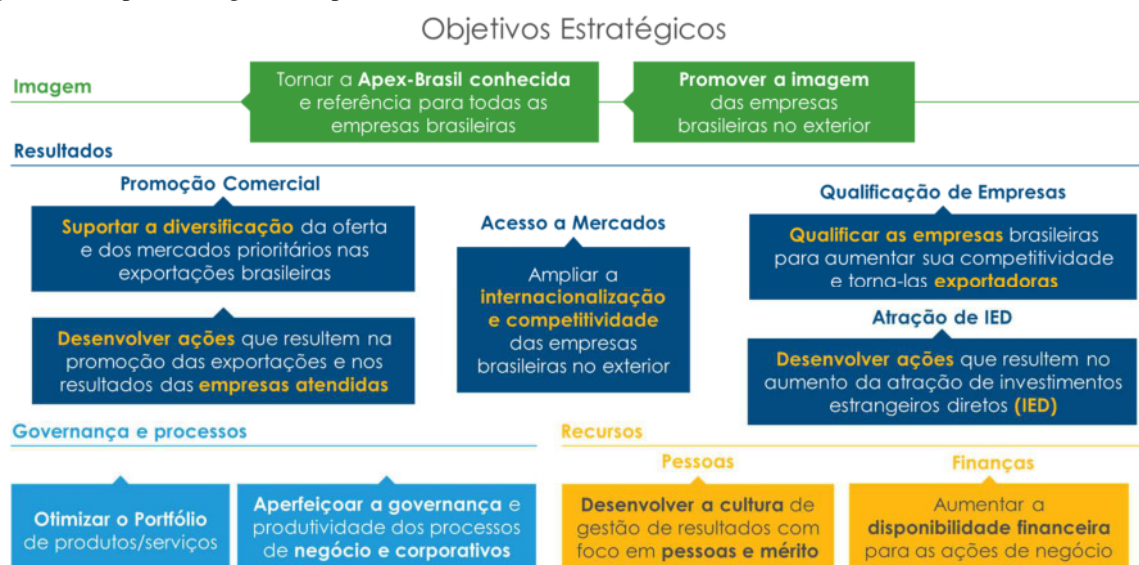 Objetivos Estratégicos
Imagem
Tornar a Apex-Brasil conhecida
e referência para todas as
empresas brasileiras
Promover a imagem
das empresas
brasileiras no exterior
Resultados
Promoção Comercial
Suportar a diversificação da oferta
e dos mercados prioritários nas
exportações brasileiras
Desenvolver ações que resultem na
promoção das exportações e nos
resultados das empresas atendidas
Acesso a Mercados
Ampliar a
internacionalização
e competitividade
das empresas
brasileiras no exterior
Qualificação de Empresas
Qualificar as empresas brasileiras
para aumentar sua competitividade
e torna-las exportadoras
Atração de IED
Desenvolver ações que resultem no
aumento da atração de investimentos
estrangeiros diretos (IED)
Governança e processos
Otimizar o Portfólio
de produtos/serviços
Aperfeiçoar a governança e
produtividade dos processos
de negócio e corporativos
Recursos
Pessoas
Desenvolver a cultura de
gestão de resultados com
foco em pessoas e mérito
Finanças
Aumentar a
disponibilidade financeira
para as ações de negócio